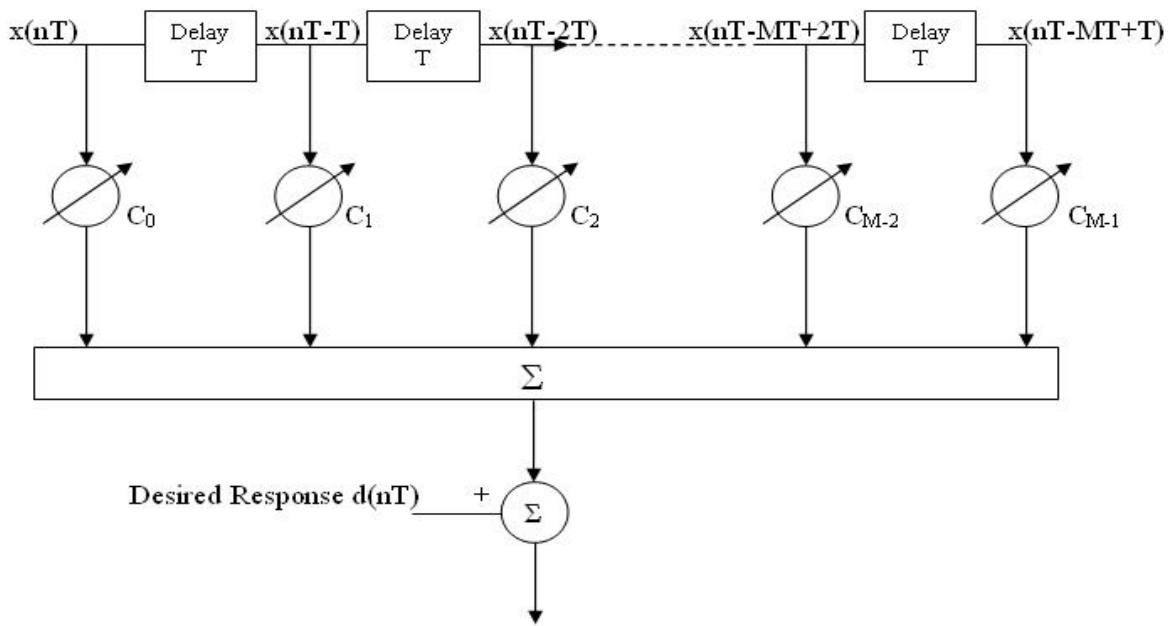 x(nT) Delay T x(nT-T) Delay T x(nT-2T) x(nT-MT+2T) Delay T x(nT-MT+T)
C0 C1 C2 CM-2 CM-1
Σ
Desired Response d(nT) + Σ